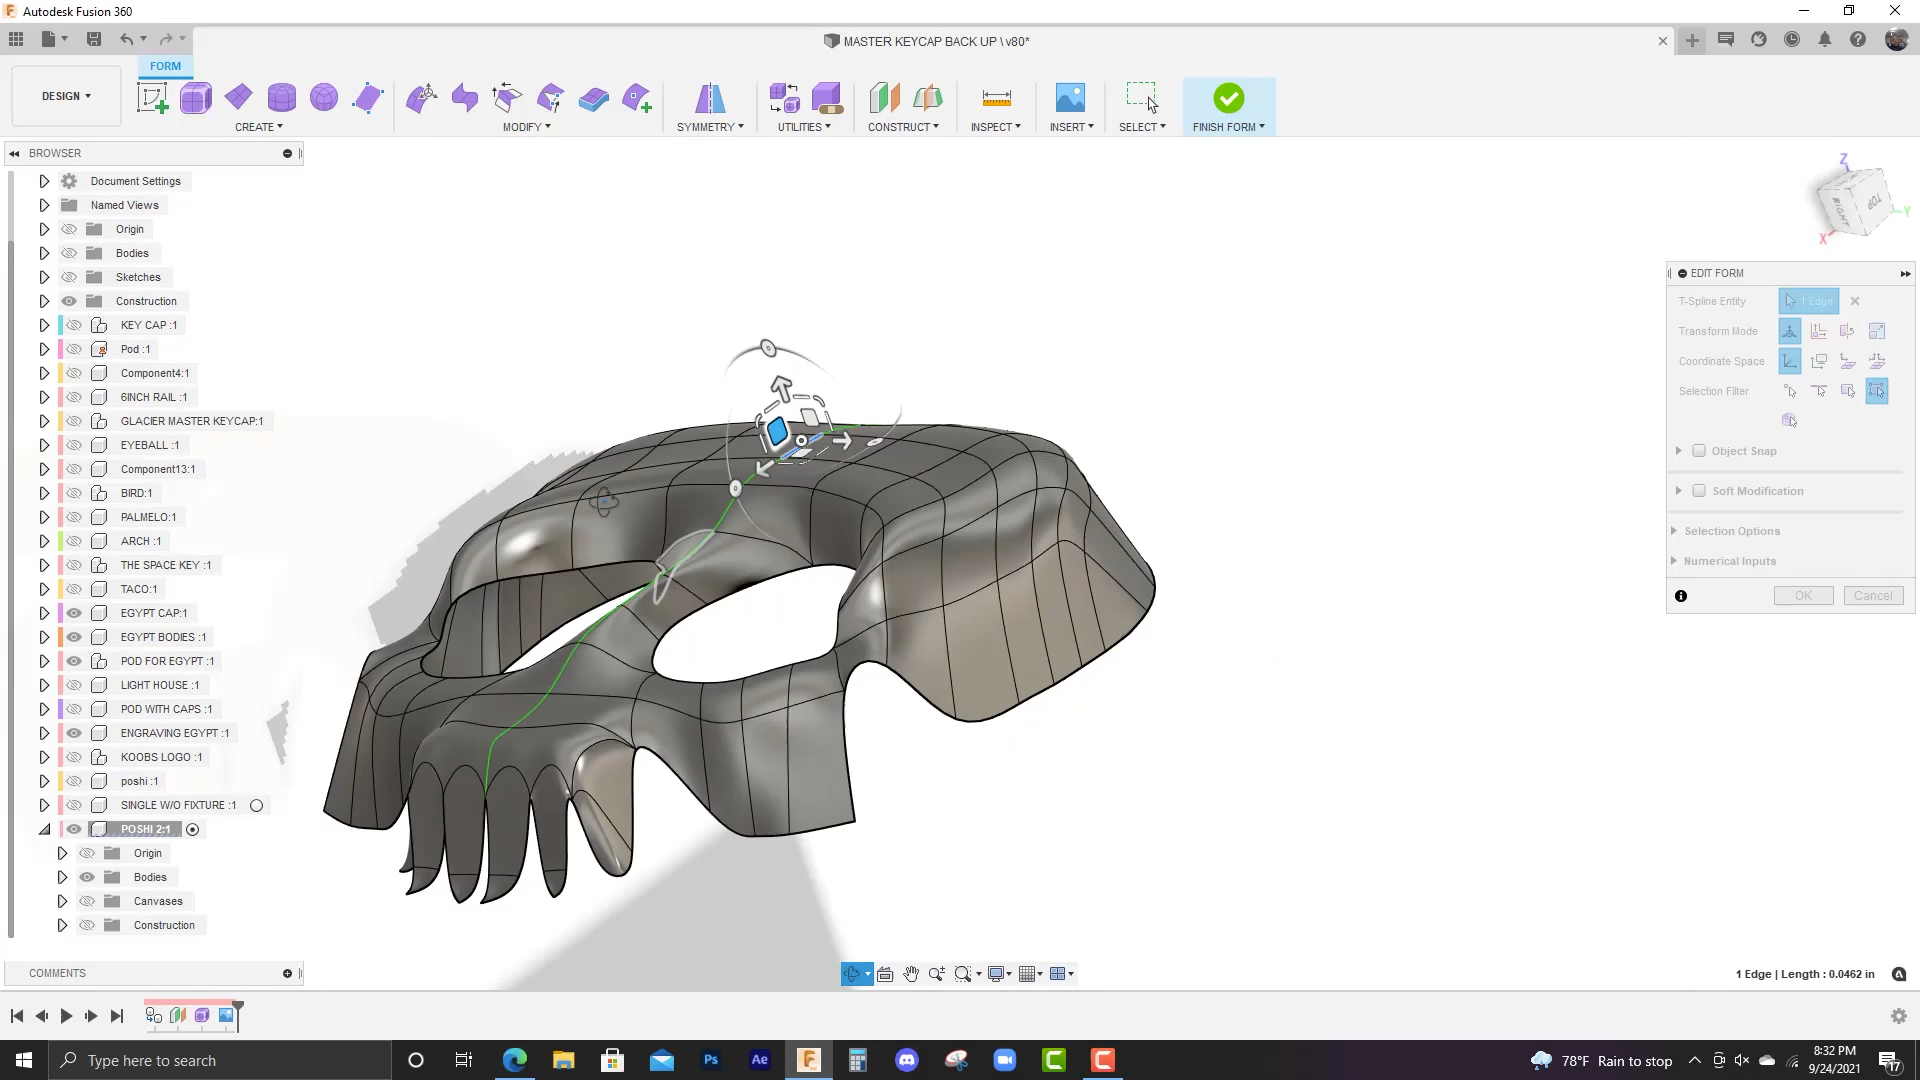 Autodesk Fusion 360
MASTER KEYCAP BACK UP \ v80*
FORM
DESIGN
CREATE
MODIFY
SYMMETRY
UTILITIES
CONSTRUCT
INSPECT
INSERT
SELECT
FINISH FORM
BROWSER
Document Settings
Named Views
Origin
Bodies
Sketches
Construction
KEY CAP :1
Pod :1
Component4:1
6INCH RAIL :1
GLACIER MASTER KEYCAP:1
EYEBALL :1
Component13:1
BIRD:1
PALMELO:1
ARCH :1
THE SPACE KEY :1
TACO:1
EGYPT CAP:1
EGYPT BODIES :1
POD FOR EGYPT :1
LIGHT HOUSE :1
POD WITH CAPS :1
ENGRAVING EGYPT :1
KOOBS LOGO :1
poshi :1
SINGLE W/O FIXTURE :1
POSHI 2:1
Origin
Bodies
Canvases
Construction
COMMENTS
Z
TOP
RIGHT
Y
X
EDIT FORM
T-Spline Entity
1 Edge
Transform Mode
Coordinate Space
Selection Filter
Object Snap
Soft Modification
Selection Options
Numerical Inputs
OK
Cancel
1 Edge | Length : 0.0462 in
Type here to search
Ps
Ae
F
C
C
78°F Rain to stop
8:32 PM
9/24/2021
17